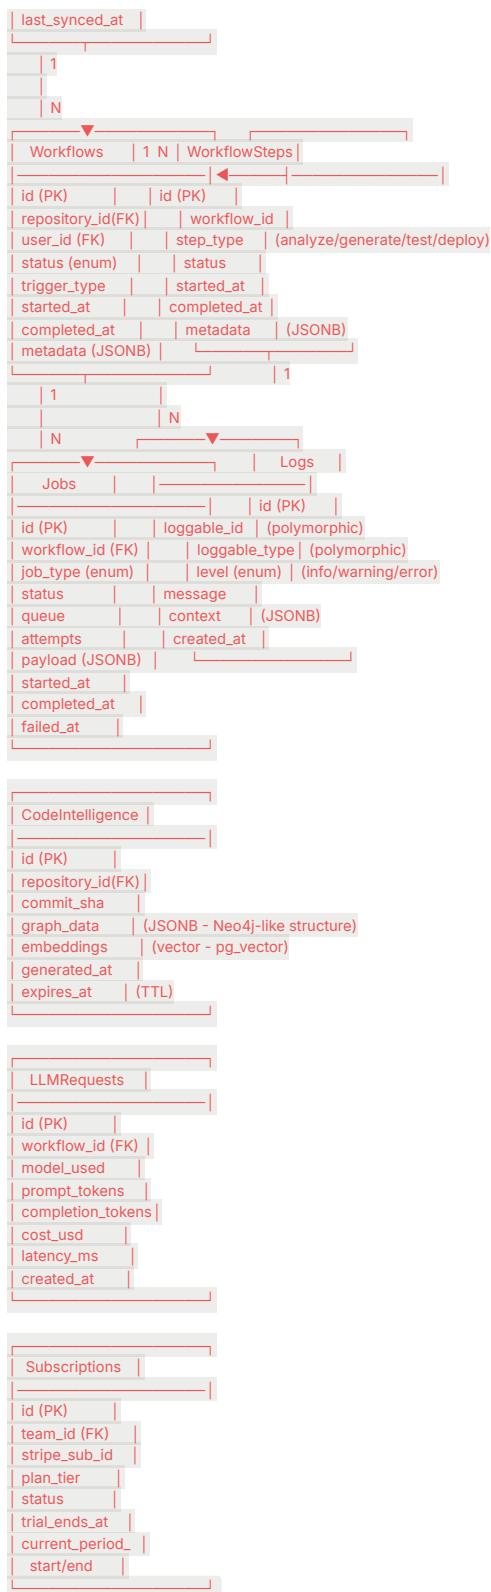 │ last_synced_at │
└──────┬───────────┘
│ 1
│
│ N
┌──────▼───────────┐ ┌──────────────┐
│ Workflows │ 1 N │ WorkflowSteps│
│──────────────────│◄─────┤──────────────│
│ id (PK) │ │ id (PK) │
│ repository_id(FK)│ │ workflow_id │
│ user_id (FK) │ │ step_type │ (analyze/generate/test/deploy)
│ status (enum) │ │ status │
│ trigger_type │ │ started_at │
│ started_at │ │ completed_at │
│ completed_at │ │ metadata │ (JSONB)
│ metadata (JSONB) │ └──────┬───────┘
└──────┬───────────┘ │ 1
│ 1 │
│ │ N
│ N ┌──────▼───────┐
┌──────▼───────────┐ │ Logs │
│ Jobs │ │──────────────│
│──────────────────│ │ id (PK) │
│ id (PK) │ │ loggable_id │ (polymorphic)
│ workflow_id (FK) │ │ loggable_type│ (polymorphic)
│ job_type (enum) │ │ level (enum) │ (info/warning/error)
│ status │ │ message │
│ queue │ │ context │ (JSONB)
│ attempts │ │ created_at │
│ payload (JSONB) │ └──────────────┘
│ started_at │
│ completed_at │
│ failed_at │
└──────────────────┘
┌──────────────────┐
│ CodeIntelligence │
│──────────────────│
│ id (PK) │
│ repository_id(FK)│
│ commit_sha │
│ graph_data │ (JSONB - Neo4j-like structure)
│ embeddings │ (vector - pg_vector)
│ generated_at │
│ expires_at │ (TTL)
└──────────────────┘
┌──────────────────┐
│ LLMRequests │
│──────────────────│
│ id (PK) │
│ workflow_id (FK) │
│ model_used │
│ prompt_tokens │
│ completion_tokens│
│ cost_usd │
│ latency_ms │
│ created_at │
└──────────────────┘
┌──────────────────┐
│ Subscriptions │
│──────────────────│
│ id (PK) │
│ team_id (FK) │
│ stripe_sub_id │
│ plan_tier │
│ status │
│ trial_ends_at │
│ current_period_ │
│ start/end │
└──────────────────┘